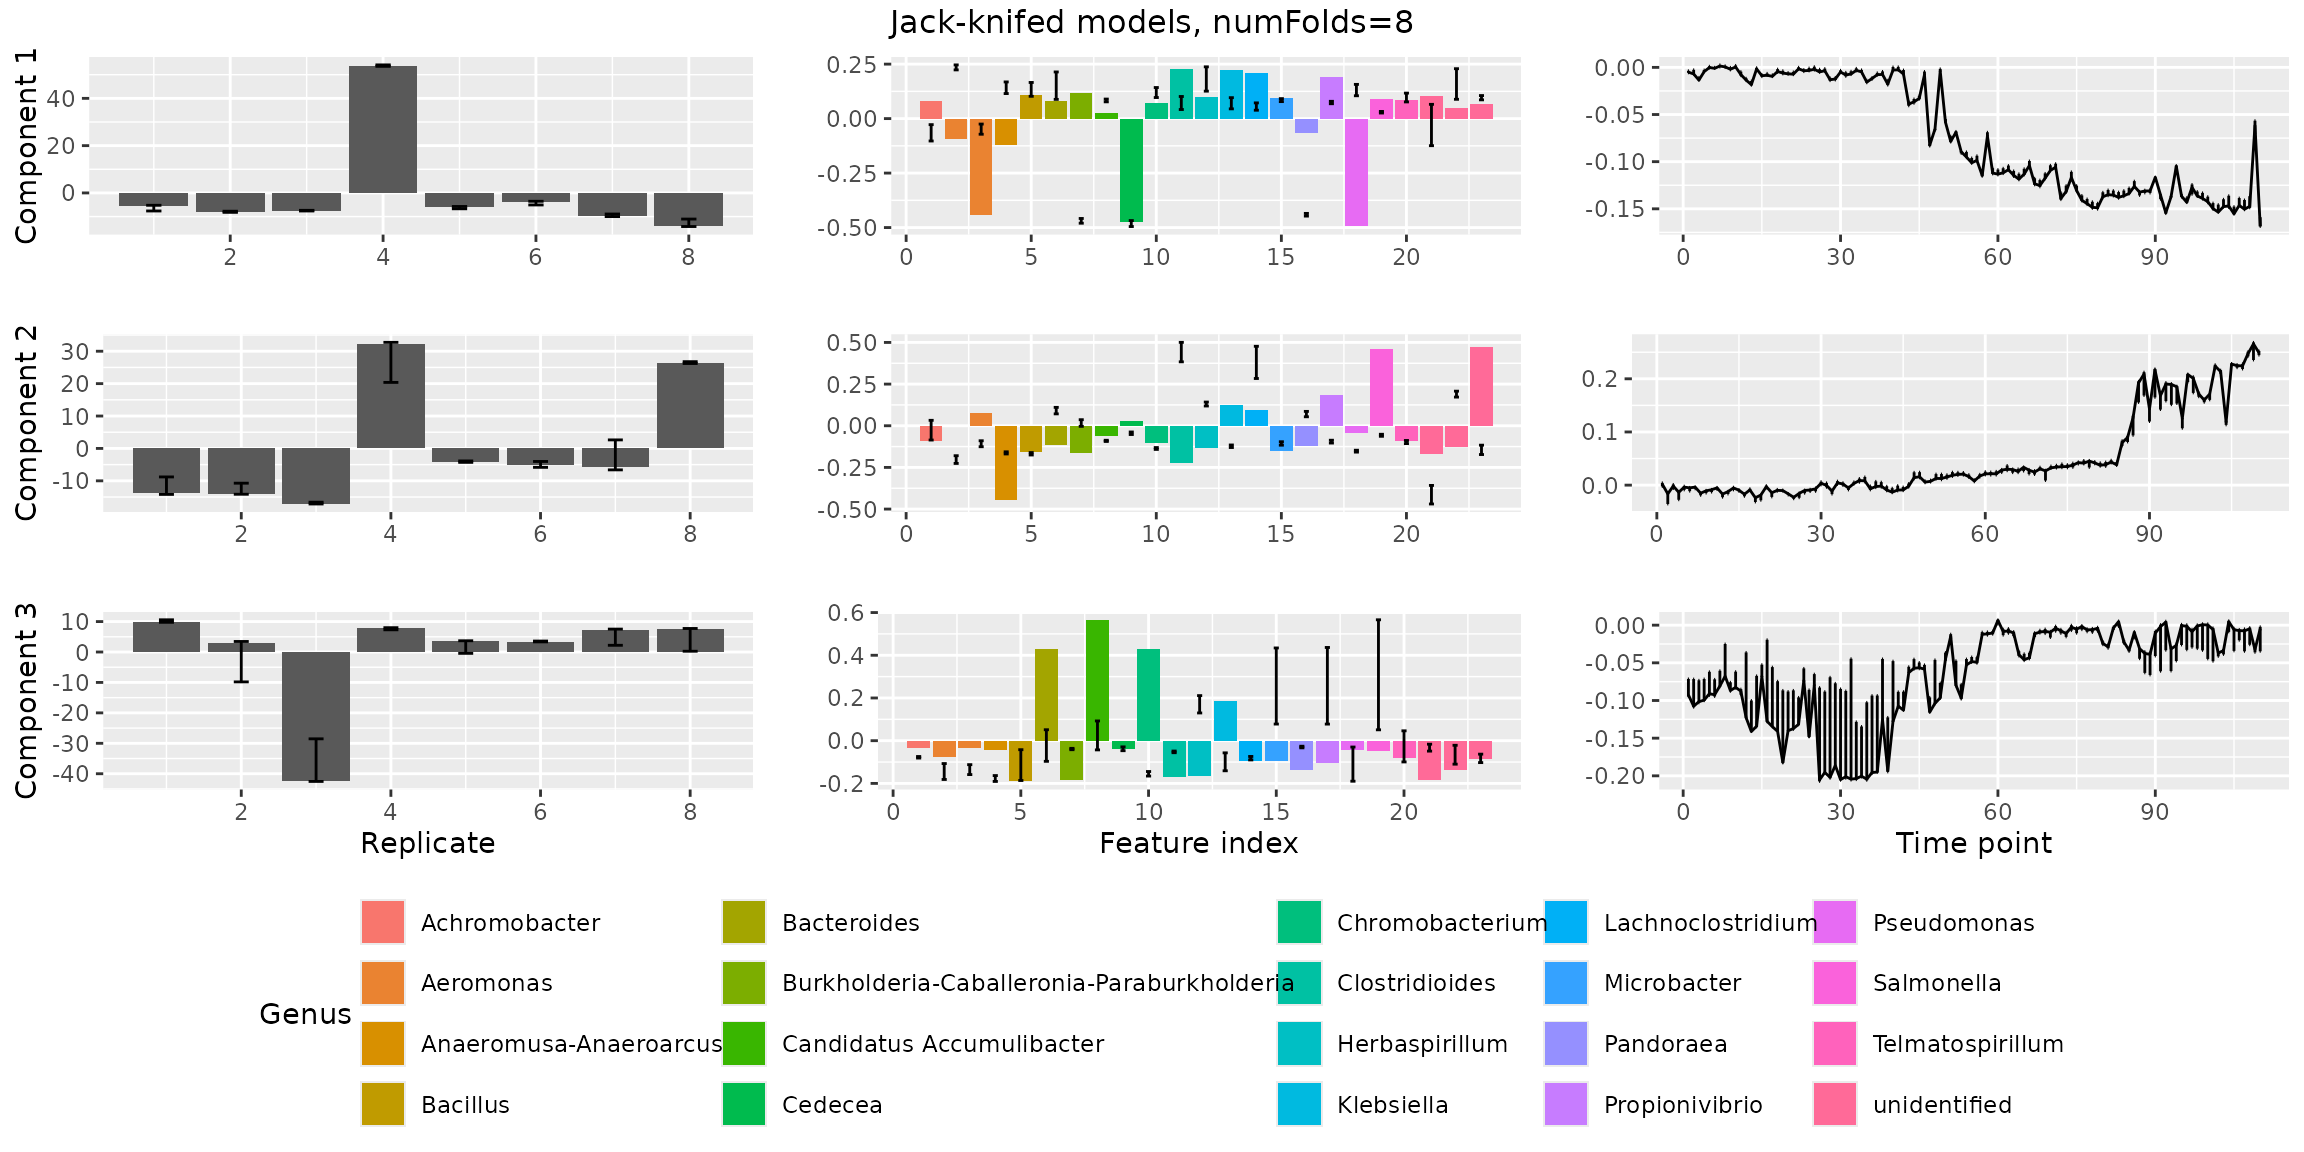 Jack-knifed models, numFolds=8
Component 1
40
20
0
2 4 6 8
0.25
0.00
-0.25
-0.50
0 5 10 15 20
0.00
-0.05
-0.10
-0.15
0 30 60 90
Component 2
30
20
10
0
-10
2 4 6 8
0.50
0.25
0.00
-0.25
-0.50
0 5 10 15 20
0.2
0.1
0.0
0 30 60 90
Component 3
10
0
-10
-20
-30
-40
2 4 6 8
Replicate
0.6
0.4
0.2
0.0
-0.2
0 5 10 15 20
Feature index
0.00
-0.05
-0.10
-0.15
-0.20
0 30 60 90
Time point
Genus
Achromobacter
Aeromonas
Anaeromusa-Anaeroarcus
Bacillus
Bacteroides
Burkholderia-Caballeronia-Paraburkholderia
Candidatus Accumulibacter
Cedecea
Chromobacterium
Clostridioides
Herbaspirillum
Klebsiella
Lachnoclostridium
Microbacter
Pandoraea
Propionivibrio
Pseudomonas
Salmonella
Telmatospirillum
unidentified